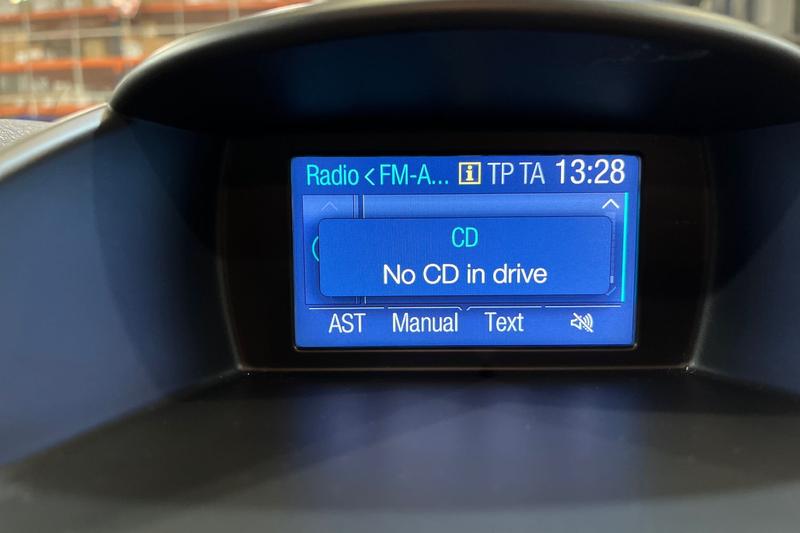 Radio < FM-A... i TP TA 13:28
CD
No CD in drive
AST Manual Text